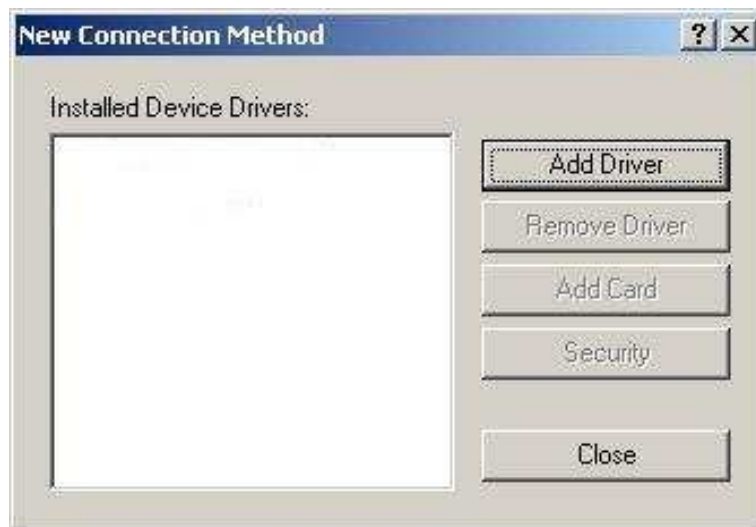 New Connection Method
Installed Device Drivers:
Add Driver
Remove Driver
Add Card
Security
Close